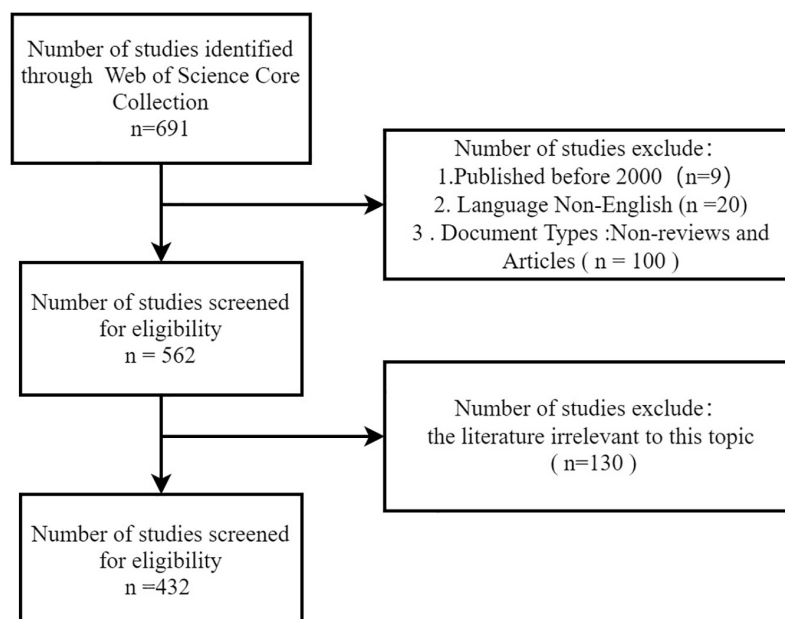 Number of studies identified
through Web of Science Core
Collection
n=691
Number of studies exclude：
1.Published before 2000（n=9）
2. Language Non-English (n =20)
3 . Document Types :Non-reviews and
Articles ( n = 100 )
Number of studies screened
for eligibility
n = 562
Number of studies exclude：
the literature irrelevant to this topic
( n=130 )
Number of studies screened
for eligibility
n =432